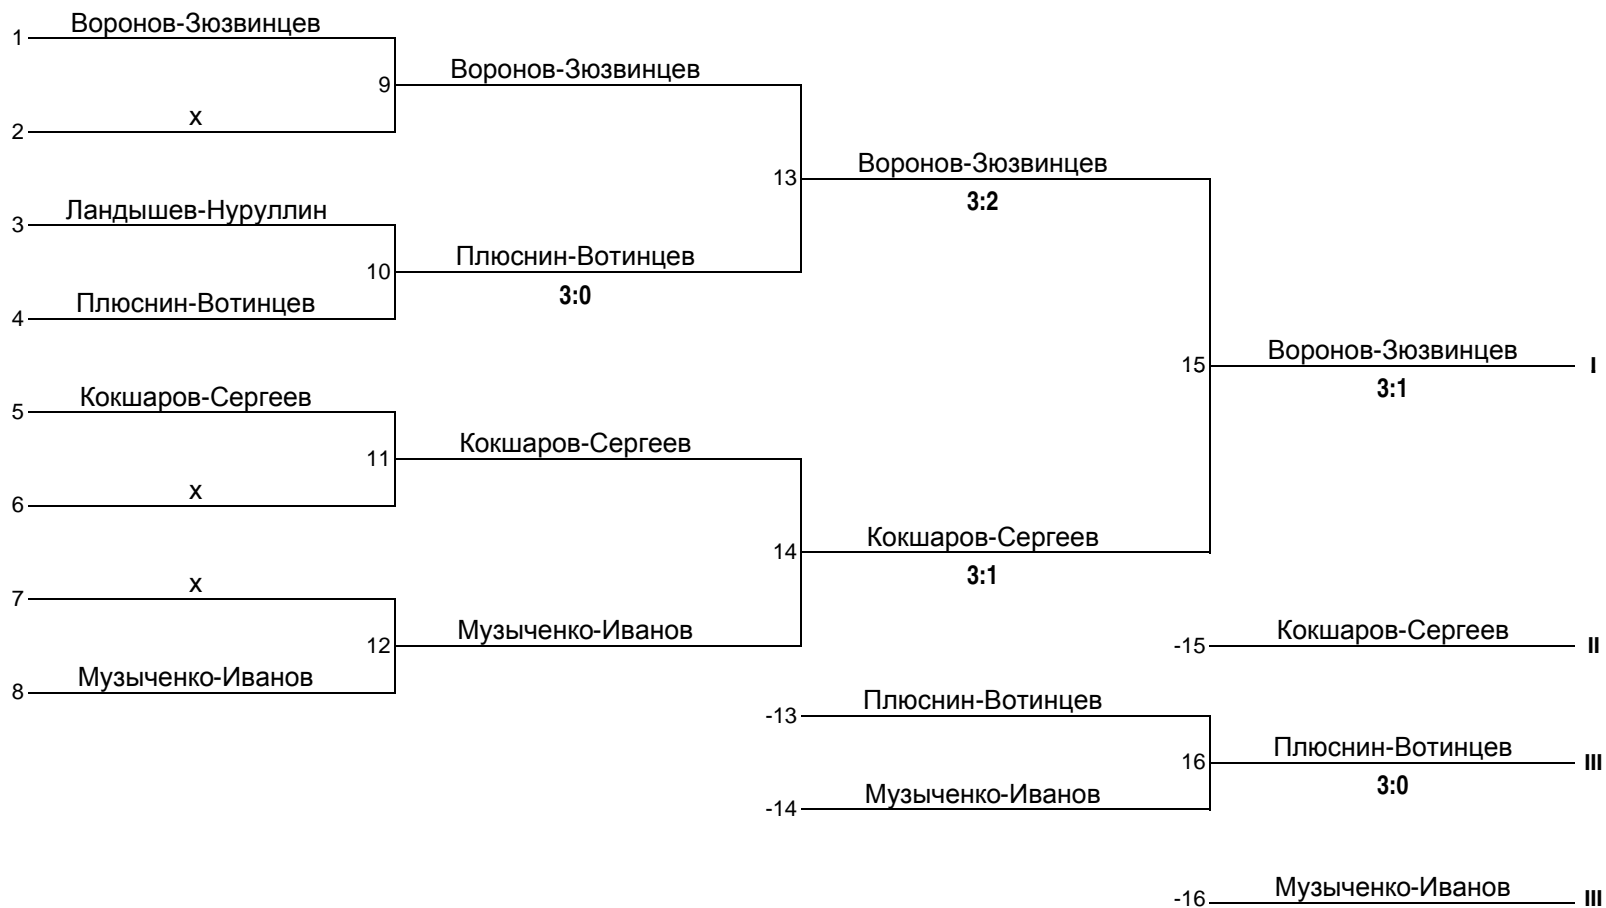 1 Воронов-Зюзвинцев
9 Воронов-Зюзвинцев
2 х
13 Воронов-Зюзвинцев
3:2
3 Ландышев-Нуруллин
10 Плюснин-Вотинцев
3:0
4 Плюснин-Вотинцев
15 Воронов-Зюзвинцев I
3:1
5 Кокшаров-Сергеев
11 Кокшаров-Сергеев
6 х
14 Кокшаров-Сергеев
3:1
7 х
12 Музыченко-Иванов
-15 Кокшаров-Сергеев II
8 Музыченко-Иванов
-13 Плюснин-Вотинцев
16 Плюснин-Вотинцев III
3:0
-14 Музыченко-Иванов
-16 Музыченко-Иванов III